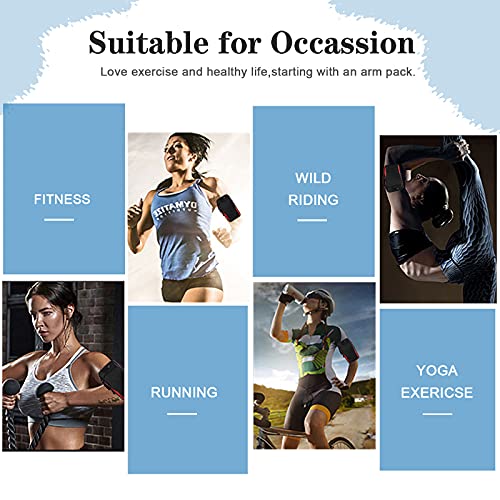 Suitable for Occassion
Love exercise and healthy life,starting with an arm pack.
FITNESS
WILD
RIDING
RUNNING
YOGA
EXERICSE